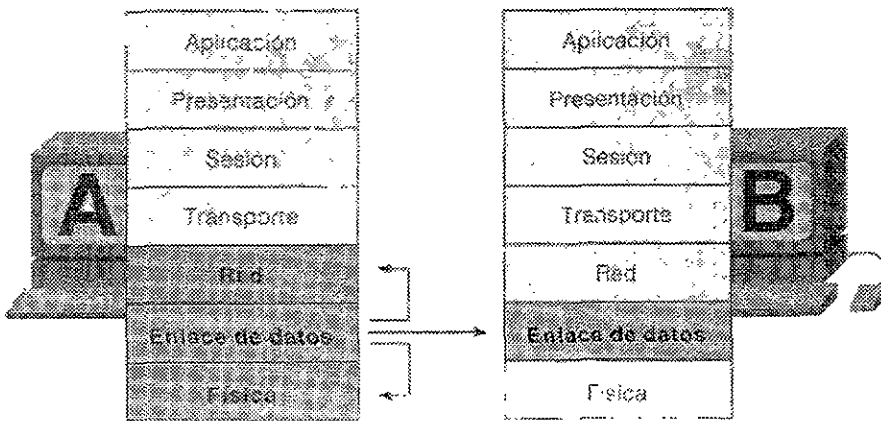 Aplicación
Presentación
Sesión
Transporte
Red
Enlace de datos
Física
A
Aplicación
Presentación
Sesión
Transporte
Red
Enlace de datos
Física
B